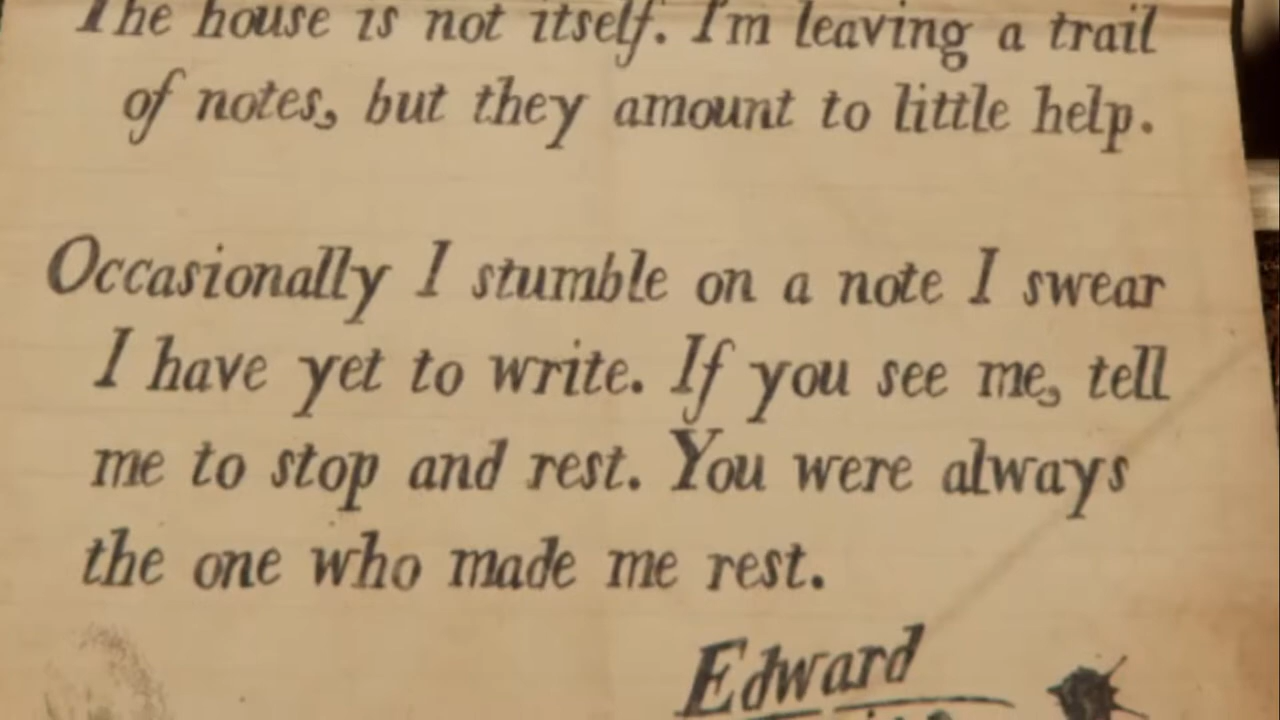 The house is not itself. I'm leaving a trail
of notes, but they amount to little help.
Occasionally I stumble on a note I swear
I have yet to write. If you see me, tell
me to stop and rest. You were always
the one who made me rest.
Edward